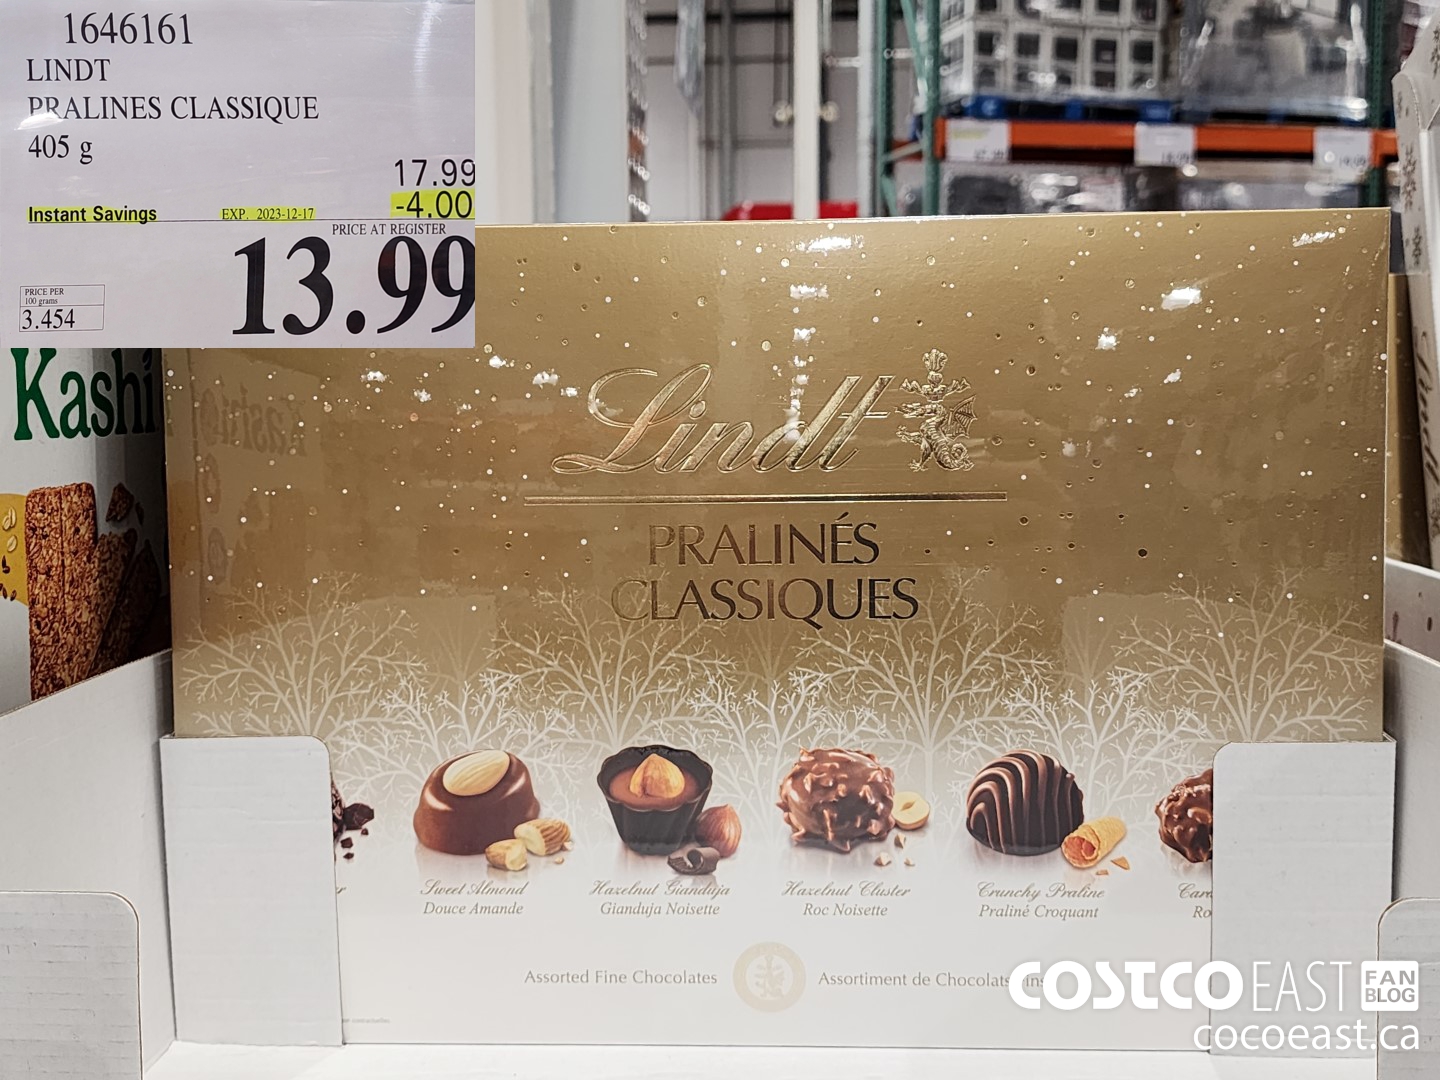 1646161
LINDT
PRALINES CLASSIQUE
405 g
17.99
Instant Savings EXP. 2023-12-17 -4.00
PRICE AT REGISTER
13.99
PRICE PER
100 grams
3.454
Kashi
Lindt
PRALINÉS
CLASSIQUES
Sweet Almond
Douce Amande
Hazelnut Gianduja
Gianduja Noisette
Hazelnut Cluster
Roc Noisette
Crunchy Praline
Praliné Croquant
Assorted Fine Chocolates
Assortiment de Chocolats
COSTCO EAST FAN BLOG
cocoeast.ca